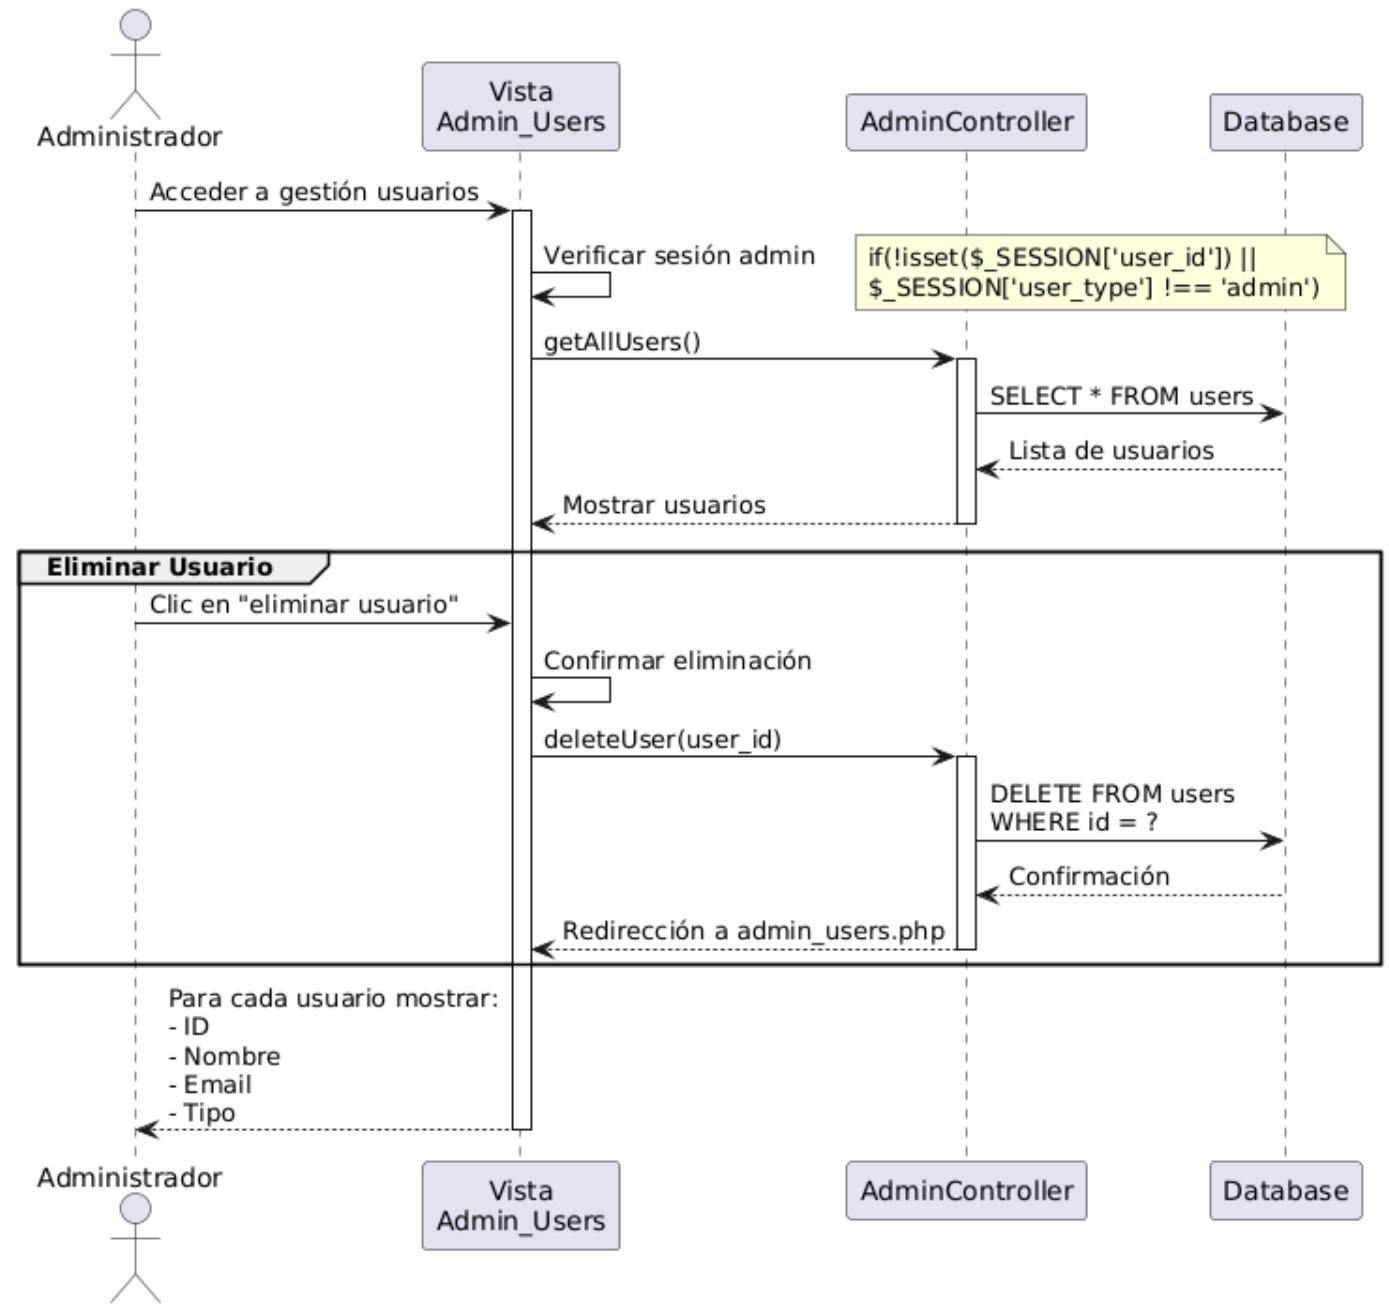 Administrador
Vista
Admin_Users
AdminController
Database
Acceder a gestión usuarios
Verificar sesión admin
if(!isset($_SESSION['user_id']) ||
$_SESSION['user_type'] !== 'admin')
getAllUsers()
SELECT * FROM users
Lista de usuarios
Mostrar usuarios
Eliminar Usuario
Clic en "eliminar usuario"
Confirmar eliminación
deleteUser(user_id)
DELETE FROM users
WHERE id = ?
Confirmación
Redirección a admin_users.php
Para cada usuario mostrar:
- ID
- Nombre
- Email
- Tipo
Administrador
Vista
Admin_Users
AdminController
Database